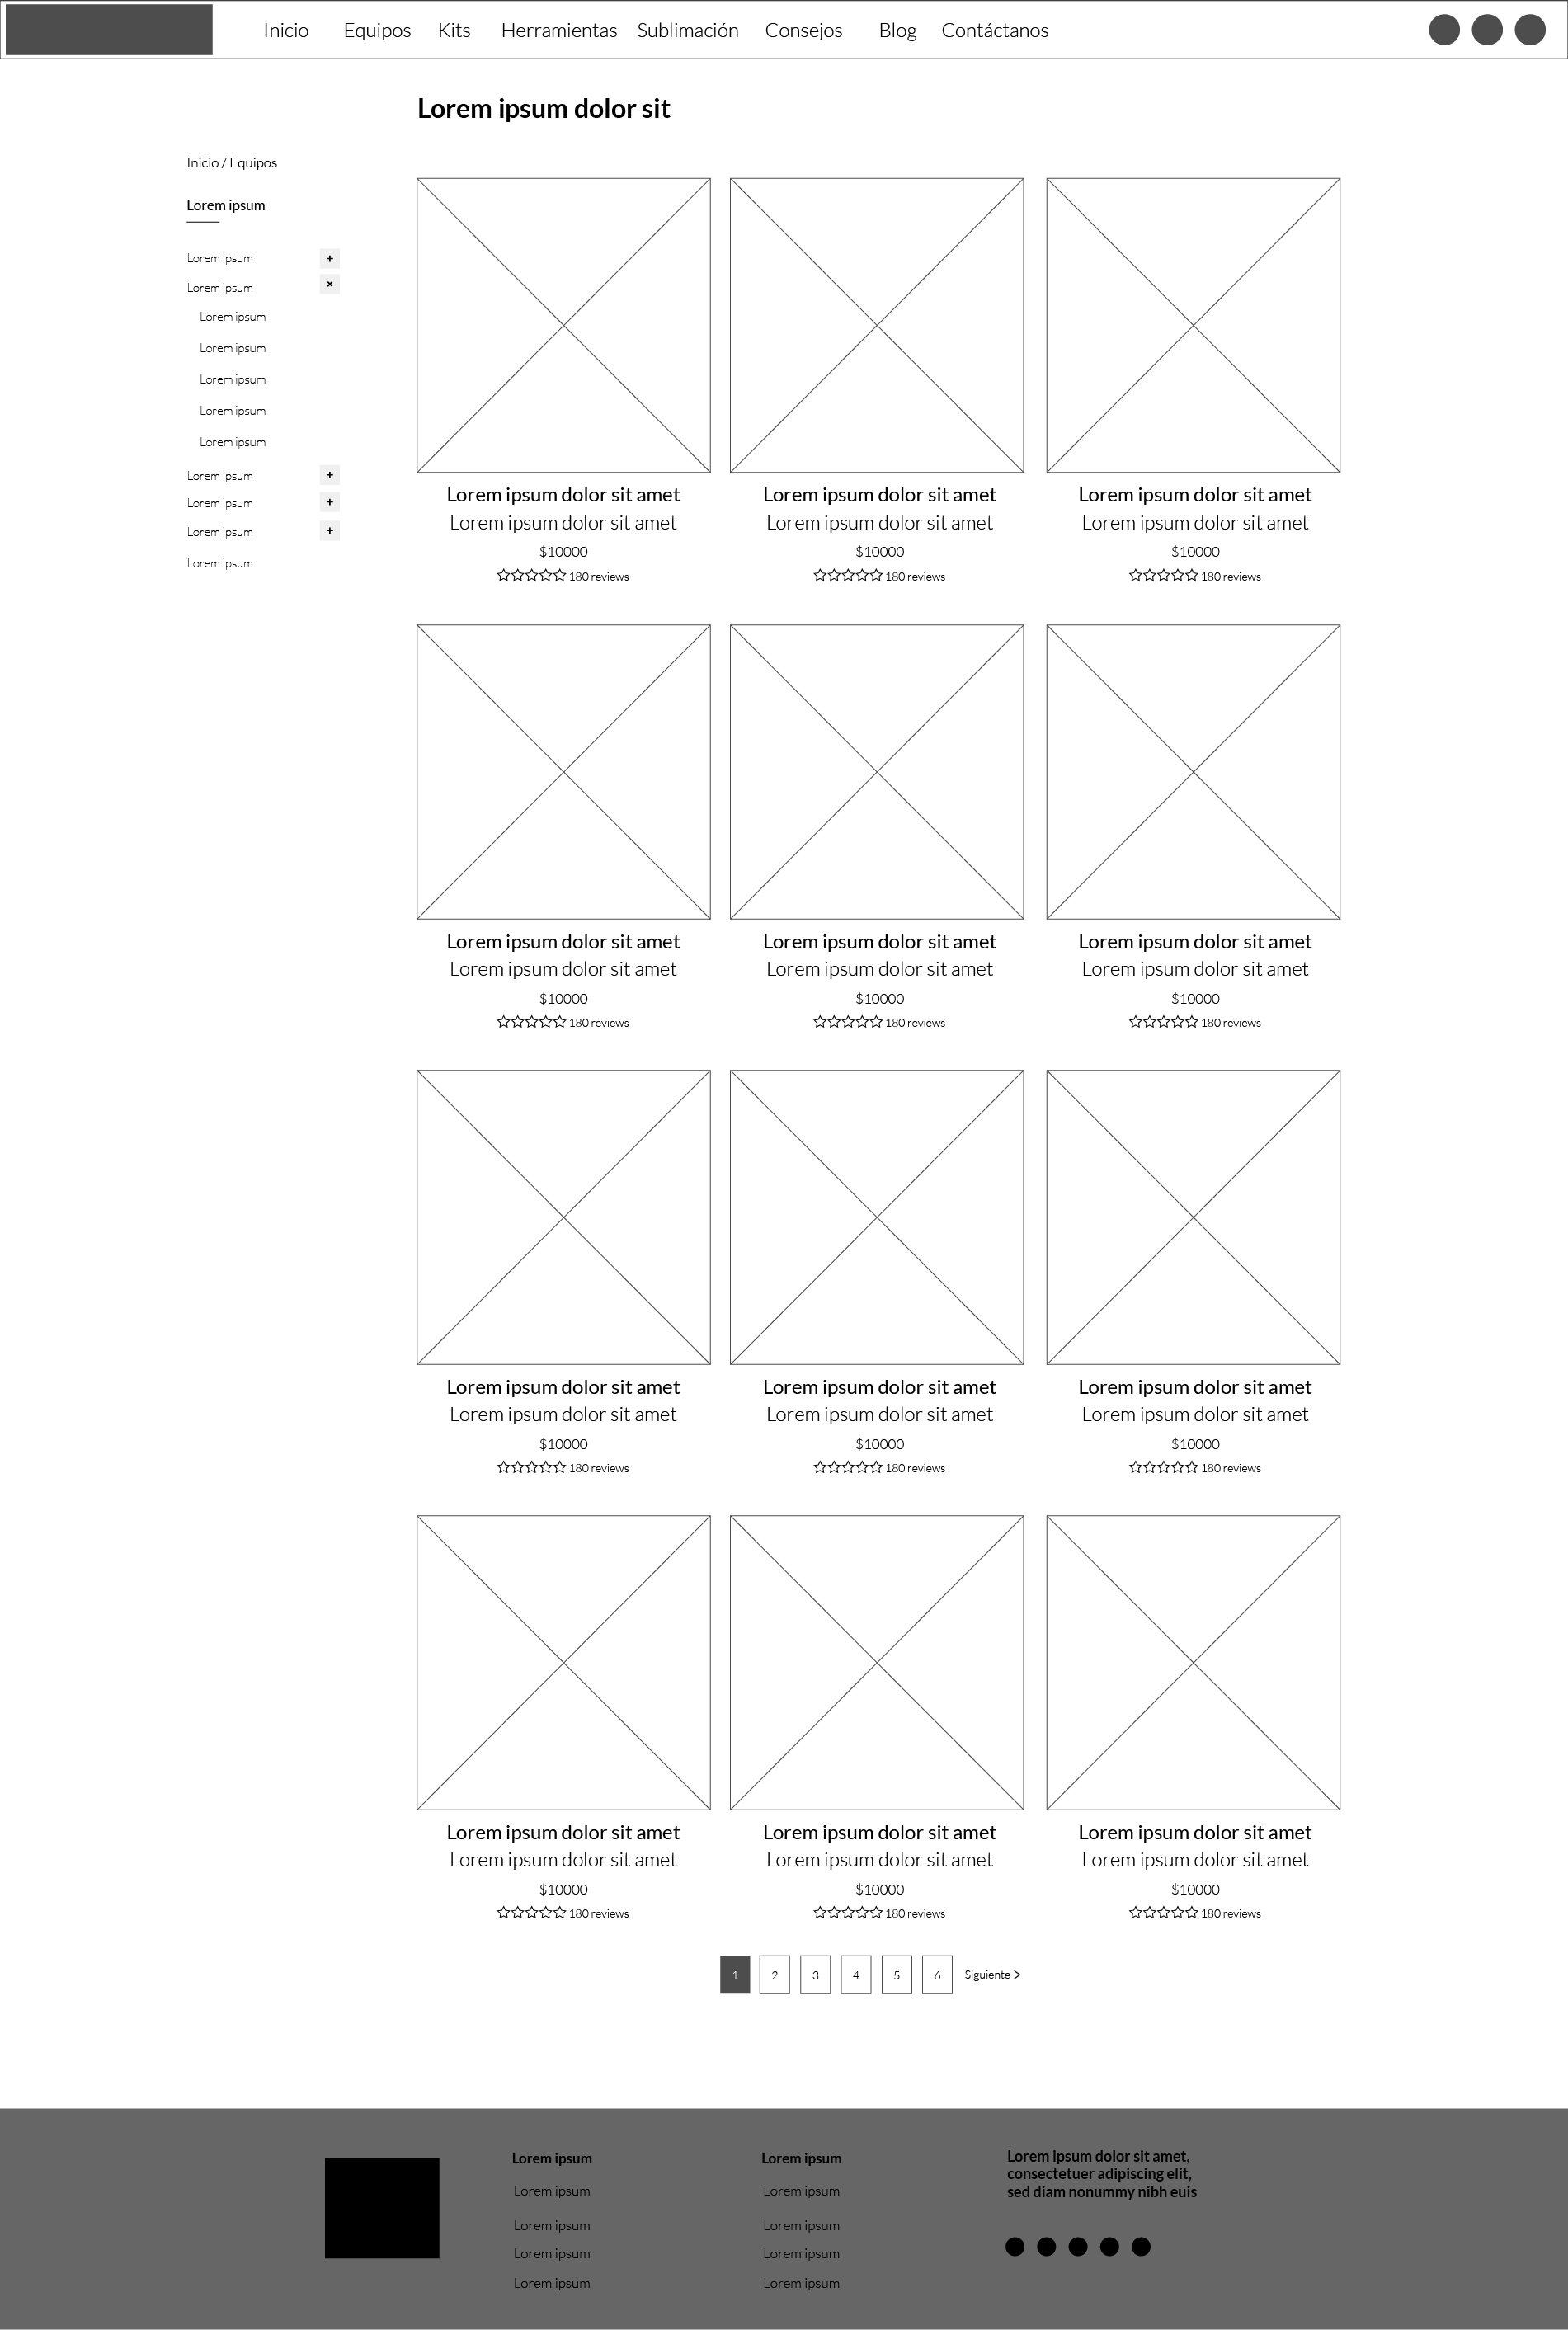 Inicio Equipos Kits Herramientas Sublimación Consejos Blog Contáctanos
Lorem ipsum dolor sit
Inicio / Equipos
Lorem ipsum
Lorem ipsum +
Lorem ipsum ×
Lorem ipsum
Lorem ipsum
Lorem ipsum
Lorem ipsum
Lorem ipsum
Lorem ipsum +
Lorem ipsum +
Lorem ipsum +
Lorem ipsum
Lorem ipsum dolor sit amet Lorem ipsum dolor sit amet Lorem ipsum dolor sit amet
Lorem ipsum dolor sit amet Lorem ipsum dolor sit amet Lorem ipsum dolor sit amet
$10000 $10000 $10000
180 reviews 180 reviews 180 reviews
Lorem ipsum dolor sit amet Lorem ipsum dolor sit amet Lorem ipsum dolor sit amet
Lorem ipsum dolor sit amet Lorem ipsum dolor sit amet Lorem ipsum dolor sit amet
$10000 $10000 $10000
180 reviews 180 reviews 180 reviews
Lorem ipsum dolor sit amet Lorem ipsum dolor sit amet Lorem ipsum dolor sit amet
Lorem ipsum dolor sit amet Lorem ipsum dolor sit amet Lorem ipsum dolor sit amet
$10000 $10000 $10000
180 reviews 180 reviews 180 reviews
Lorem ipsum dolor sit amet Lorem ipsum dolor sit amet Lorem ipsum dolor sit amet
Lorem ipsum dolor sit amet Lorem ipsum dolor sit amet Lorem ipsum dolor sit amet
$10000 $10000 $10000
180 reviews 180 reviews 180 reviews
1 2 3 4 5 6 Siguiente >
Lorem ipsum
Lorem ipsum
Lorem ipsum
Lorem ipsum
Lorem ipsum
Lorem ipsum
Lorem ipsum
Lorem ipsum
Lorem ipsum
Lorem ipsum
Lorem ipsum dolor sit amet,
consectetuer adipiscing elit,
sed diam nonummy nibh euis